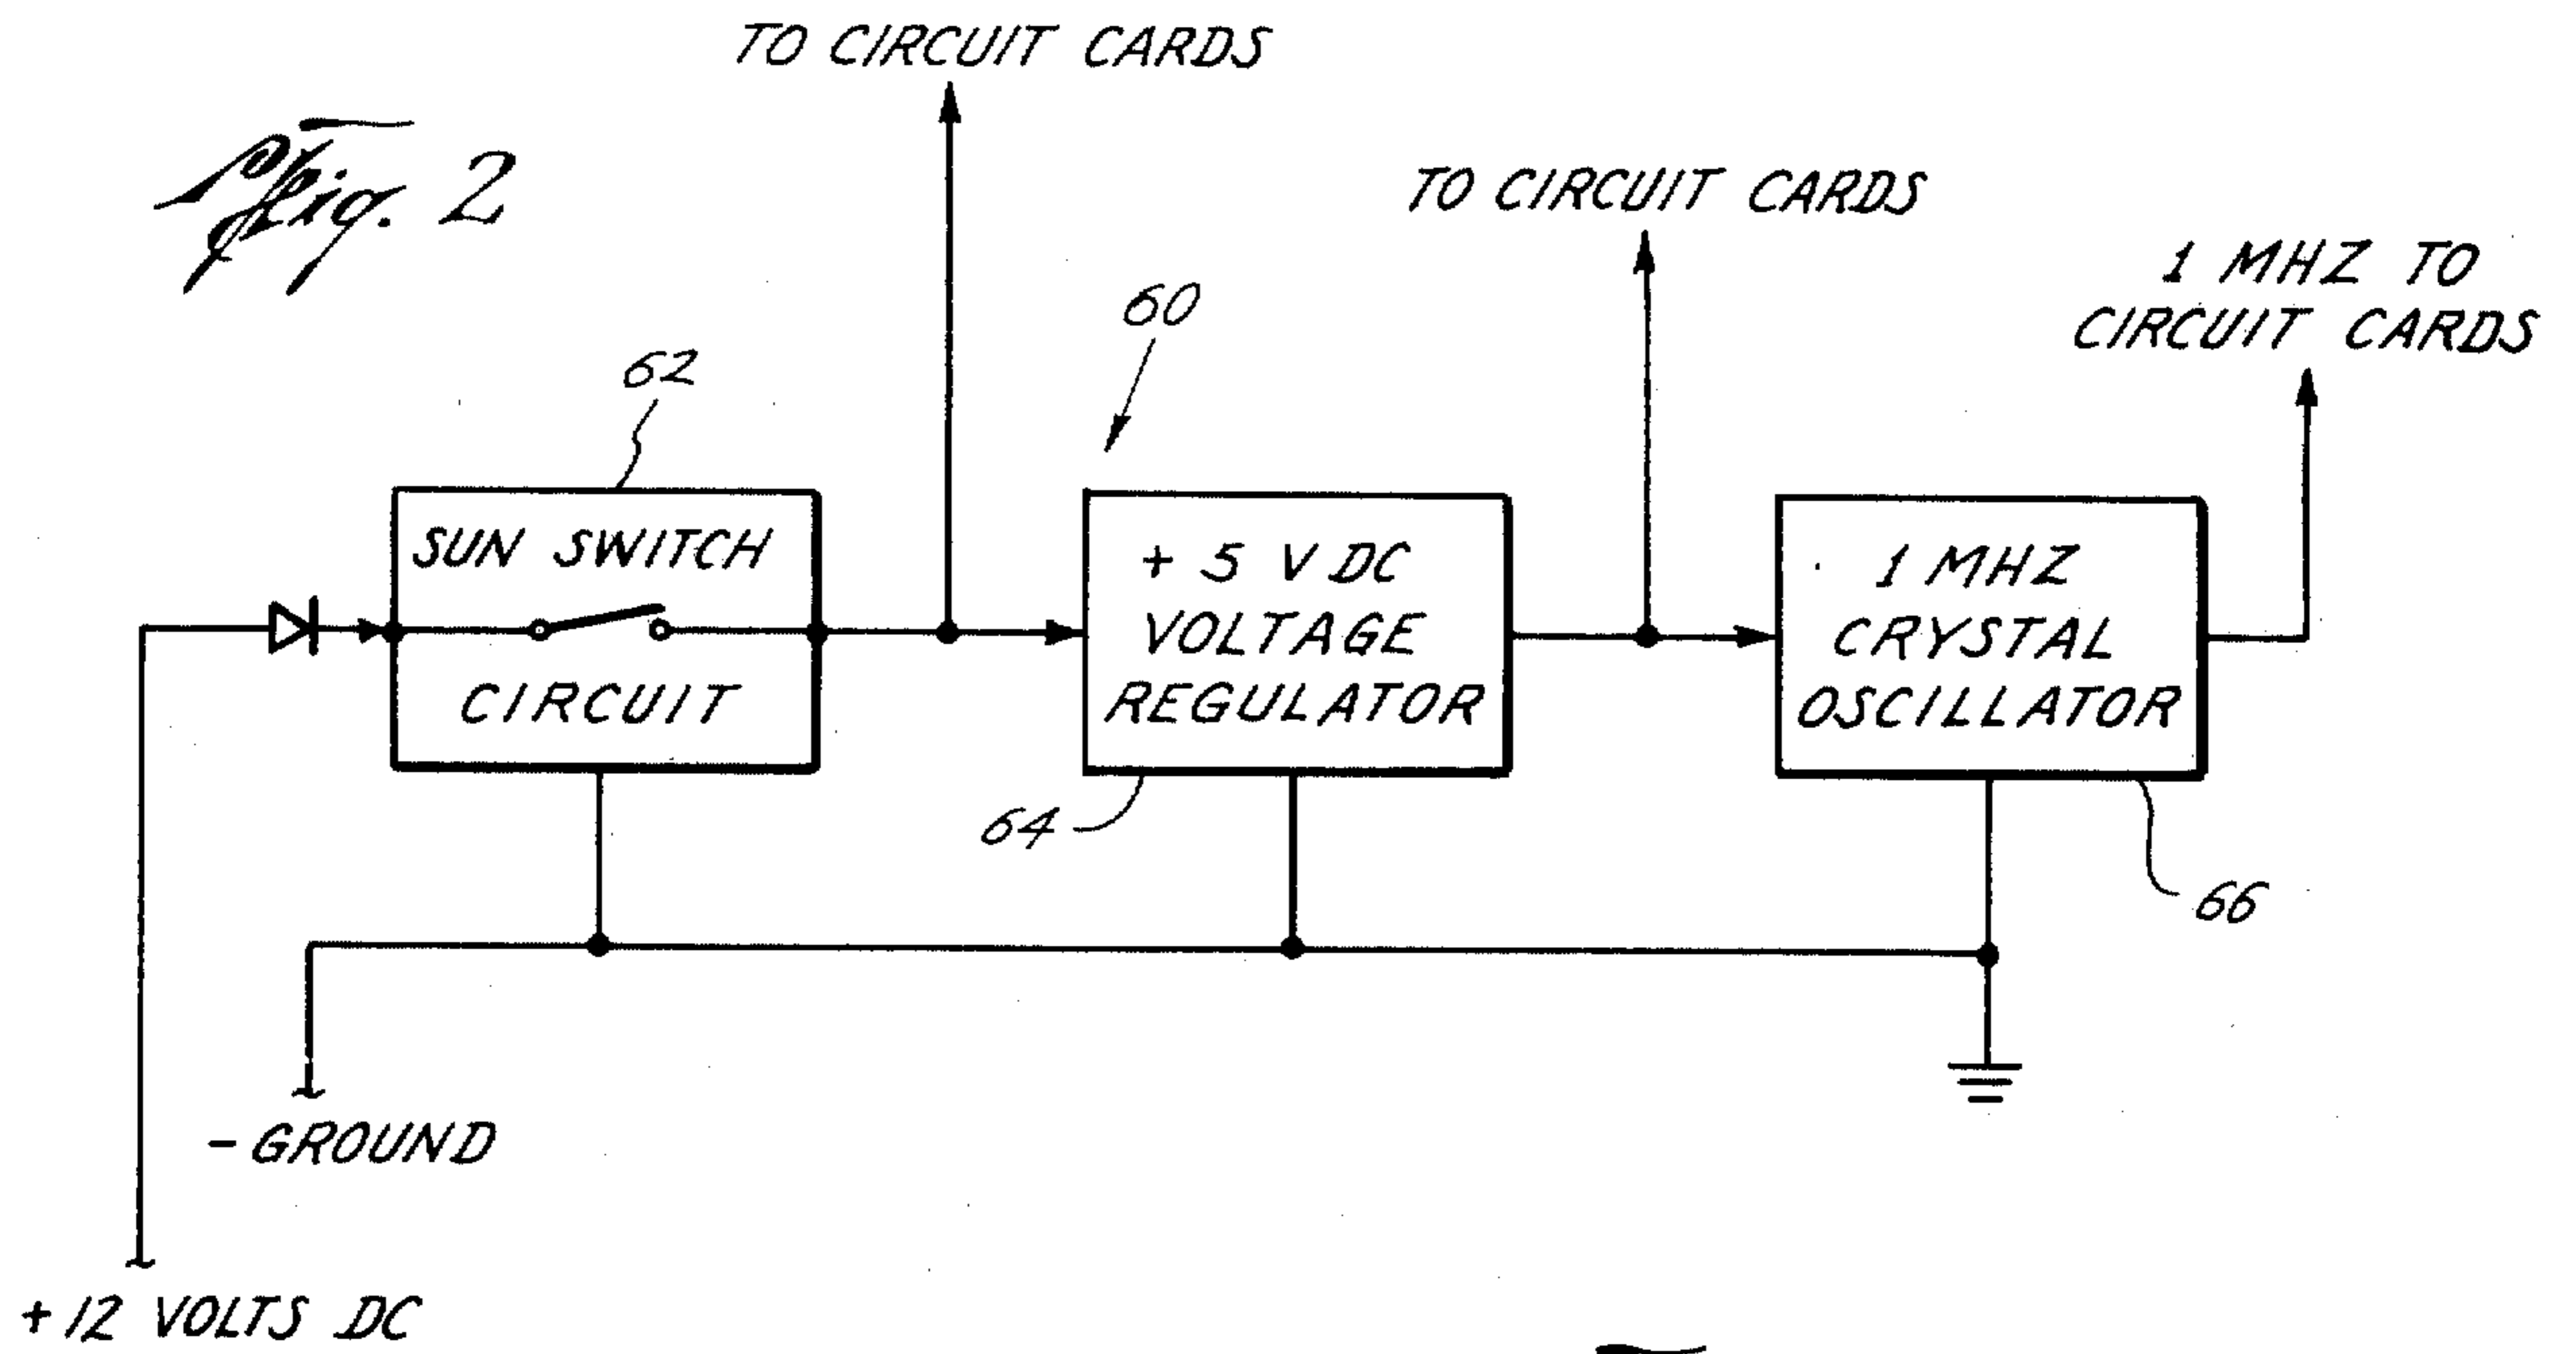 TO CIRCUIT CARDS
Fig. 2
TO CIRCUIT CARDS
1 MHZ TO
CIRCUIT CARDS
60
62
SUN SWITCH
CIRCUIT
+ 5 V DC
VOLTAGE
REGULATOR
1 MHZ
CRYSTAL
OSCILLATOR
64
66
- GROUND
+ 12 VOLTS DC